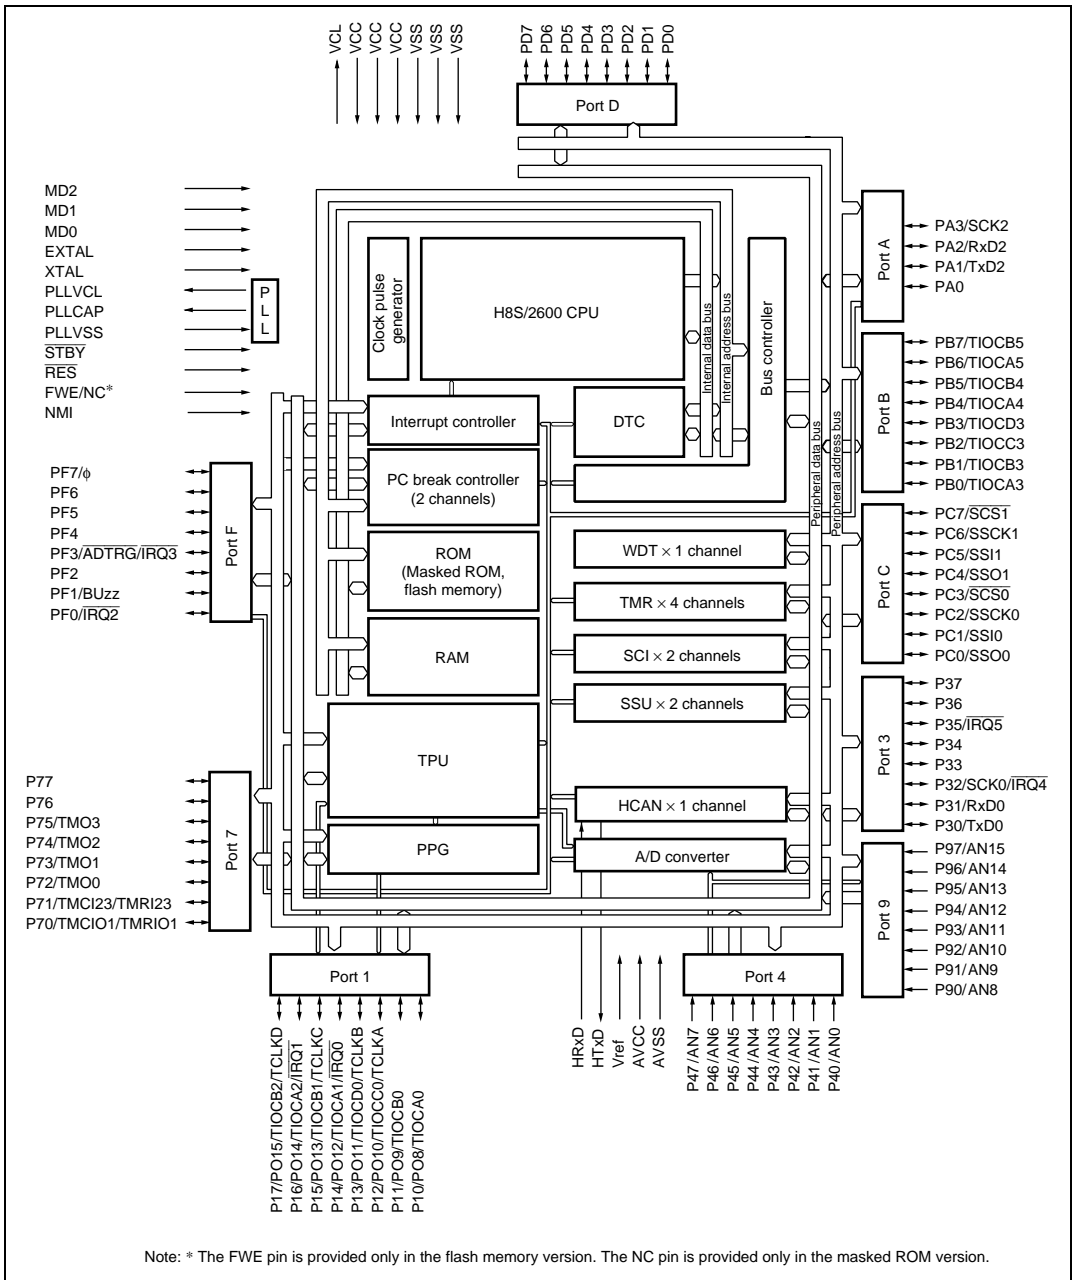 VCL
VCC
VCC
VCC
VSS
VSS
VSS
PD7
PD6
PD5
PD4
PD3
PD2
PD1
PD0
Port D
MD2
MD1
MD0
EXTAL
XTAL
PLLVCL
PLLCAP
PLLVSS
STBY
RES
FWE/NC*
NMI
P
L
L
Clock pulse
generator
H8S/2600 CPU
Internal data bus
Internal address bus
Bus controller
Peripheral data bus
Peripheral address bus
Interrupt controller
DTC
PC break controller
(2 channels)
ROM
(Masked ROM,
flash memory)
RAM
WDT × 1 channel
TMR × 4 channels
SCI × 2 channels
SSU × 2 channels
TPU
HCAN × 1 channel
PPG
A/D converter
Port A
PA3/SCK2
PA2/RxD2
PA1/TxD2
PA0
Port B
PB7/TIOCB5
PB6/TIOCA5
PB5/TIOCB4
PB4/TIOCA4
PB3/TIOCD3
PB2/TIOCC3
PB1/TIOCB3
PB0/TIOCA3
Port C
PC7/SCS1
PC6/SSCK1
PC5/SSI1
PC4/SSO1
PC3/SCS0
PC2/SSCK0
PC1/SSI0
PC0/SSO0
Port 3
P37
P36
P35/IRQ5
P34
P33
P32/SCK0/IRQ4
P31/RxD0
P30/TxD0
Port 9
P97/AN15
P96/AN14
P95/AN13
P94/AN12
P93/AN11
P92/AN10
P91/AN9
P90/AN8
PF7/ϕ
PF6
PF5
PF4
PF3/ADTRG/IRQ3
PF2
PF1/BUzz
PF0/IRQ2
Port F
P77
P76
P75/TMO3
P74/TMO2
P73/TMO1
P72/TMO0
P71/TMCI23/TMRI23
P70/TMCIO1/TMRIO1
Port 7
Port 1
P17/PO15/TIOCB2/TCLKD
P16/PO14/TIOCA2/IRQ1
P15/PO13/TIOCB1/TCLKC
P14/PO12/TIOCA1/IRQ0
P13/PO11/TIOCD0/TCLKB
P12/PO10/TIOCC0/TCLKA
P11/PO9/TIOCB0
P10/PO8/TIOCA0
HRxD
HTxD
Vref
AVCC
AVSS
Port 4
P47/AN7
P46/AN6
P45/AN5
P44/AN4
P43/AN3
P42/AN2
P41/AN1
P40/AN0
Note: * The FWE pin is provided only in the flash memory version. The NC pin is provided only in the masked ROM version.